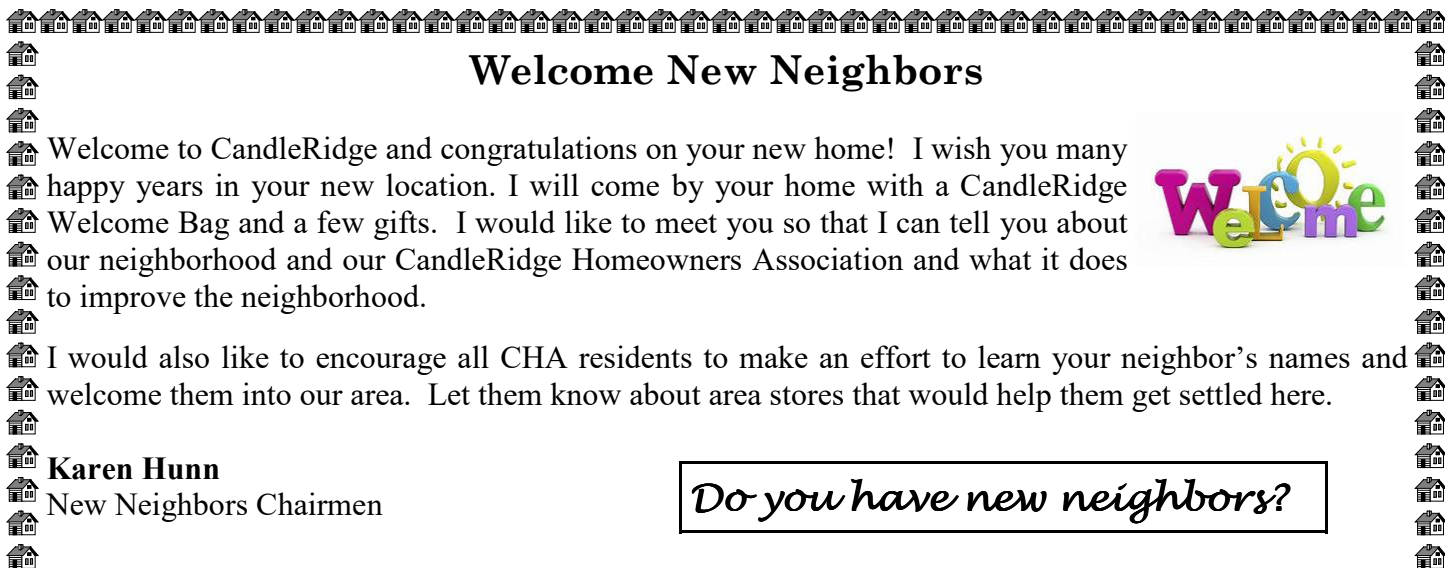 Welcome New Neighbors
Welcome to CandleRidge and congratulations on your new home!  I wish you many
happy years in your new location. I will come by your home with a CandleRidge
Welcome Bag and a few gifts.  I would like to meet you so that I can tell you about
our neighborhood and our CandleRidge Homeowners Association and what it does
to improve the neighborhood.
WeLCOme
I would also like to encourage all CHA residents to make an effort to learn your neighbor’s names and
welcome them into our area.  Let them know about area stores that would help them get settled here.
Karen Hunn
New Neighbors Chairmen
Do you have new neighbors?